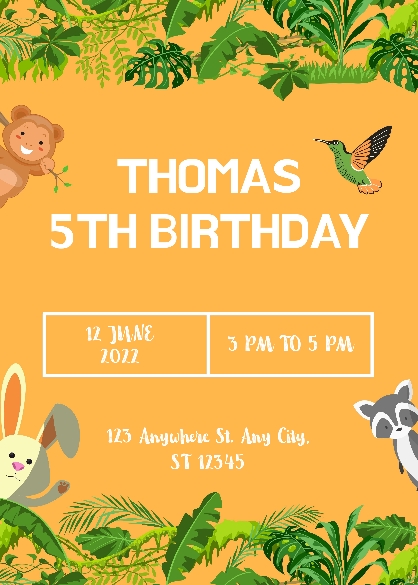 THOMAS
5TH BIRTHDAY
12 JUNE
2022
3 PM TO 5 PM
123 Anywhere St. Any City,
ST 12345